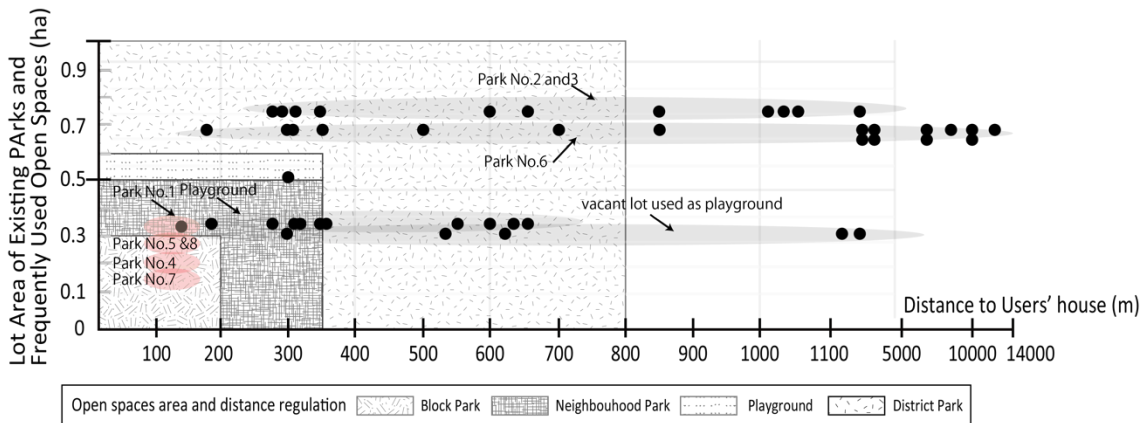 Lot Area of Existing PArks and
Frequently Used Open Spaces (ha)
0.9
0.7
0.5
0.3
0.1
0
Park No.2 and3
Park No.6
Park No.1
Playground
vacant lot used as playground
Park No.5 &8
Park No.4
Park No.7
Distance to Users' house (m)
100 200 300 400 500 600 700 800 900 1000 1100 5000 10000 14000
Open spaces area and distance regulation Block Park Neighbouhood Park Playground District Park